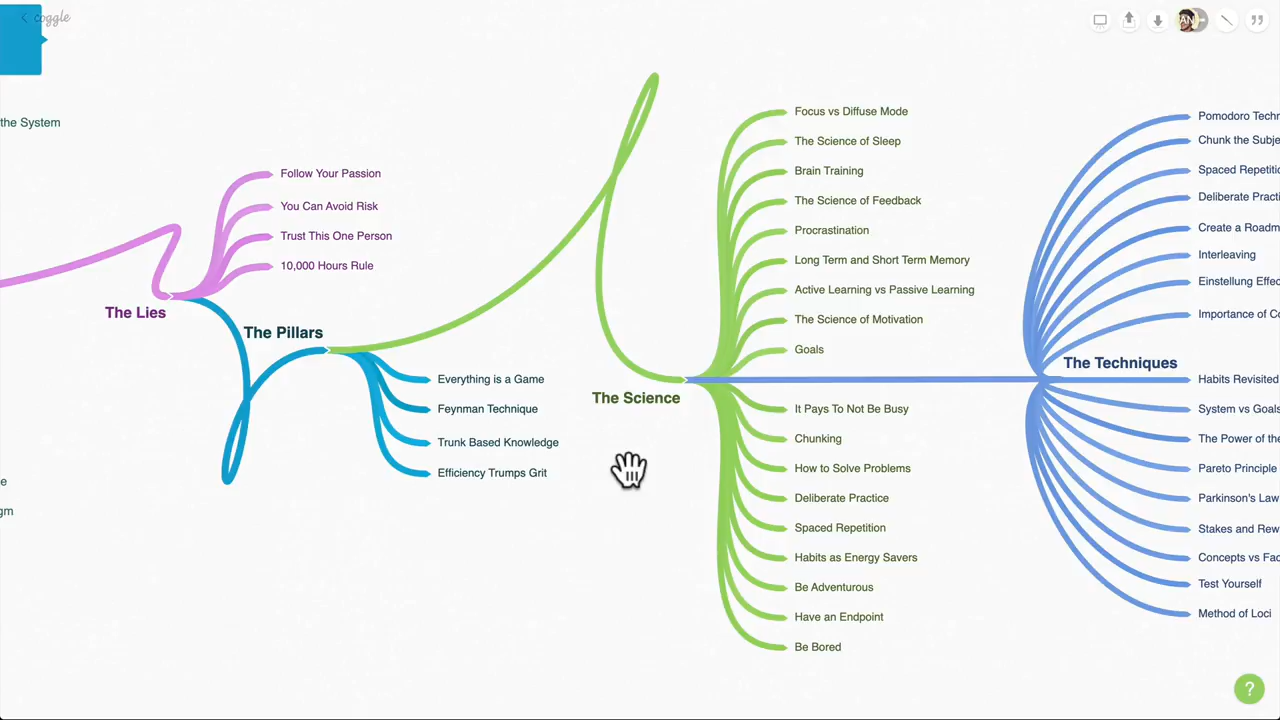 coggle
AN
the System
Follow Your Passion
You Can Avoid Risk
Trust This One Person
10,000 Hours Rule
The Lies
The Pillars
Everything is a Game
Feynman Technique
Trunk Based Knowledge
Efficiency Trumps Grit
e
gm
The Science
Focus vs Diffuse Mode
The Science of Sleep
Brain Training
The Science of Feedback
Procrastination
Long Term and Short Term Memory
Active Learning vs Passive Learning
The Science of Motivation
Goals
It Pays To Not Be Busy
Chunking
How to Solve Problems
Deliberate Practice
Spaced Repetition
Habits as Energy Savers
Be Adventurous
Have an Endpoint
Be Bored
The Techniques
Pomodoro Techn
Chunk the Subje
Spaced Repetitio
Deliberate Practi
Create a Roadm
Interleaving
Einstellung Effec
Importance of Co
Habits Revisited
System vs Goals
The Power of the
Pareto Principle
Parkinson's Law
Stakes and Rew
Concepts vs Fac
Test Yourself
Method of Loci
?